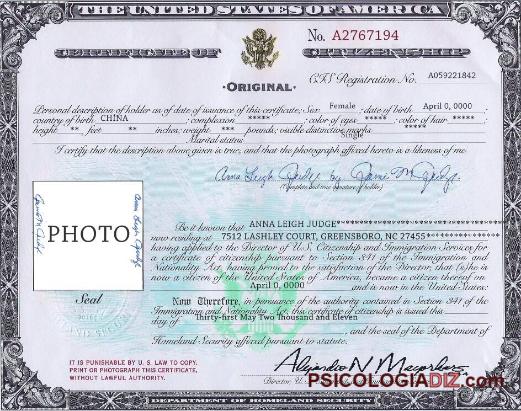 THE UNITED STATES OF AMERICA
No. A2767194
CERTIFICATE OF CITIZENSHIP
ORIGINAL
CIS Registration No. A059221842
Personal description of holder as of date of issuance of this certificate; Sex Female ; date of birth April 0, 0000
country of birth CHINA ; complexion ***** ; color of eyes ***** ; color of hair *****
height ** feet ** inches; weight *** pounds; visible distinctive marks *****
Marital status Single
I certify that the description above given is true, and that the photograph affixed hereto is a likeness of me.
Anna Leigh Judge by Jamie M Judge
(Complete and true signature of holder)
PHOTO
Be it known that ANNA LEIGH JUDGE
now residing at 7512 LASHLEY COURT, GREENSBORO, NC 27455
having applied to the Director of U.S. Citizenship and Immigration Services for
a certificate of citizenship pursuant to Section 341 of the Immigration and
Nationality Act, having proved to the satisfaction of the Director, that (s)he is
now a citizen of the United States of America, became a citizen thereof on
April 0, 0000 and is now in the United States:
Seal
Now Therefore, in pursuance of the authority contained in Section 341 of the
Immigration and Nationality Act, this certificate of citizenship is issued this
day of Thirty-first May Two Thousand and Eleven
and the seal of the Department of
Homeland Security affixed pursuant to statute.
IT IS PUNISHABLE BY U. S. LAW TO COPY,
PRINT OR PHOTOGRAPH THIS CERTIFICATE,
WITHOUT LAWFUL AUTHORITY.
PSICOLOGIADIZ.com
DEPARTMENT OF HOMELAND SECURITY